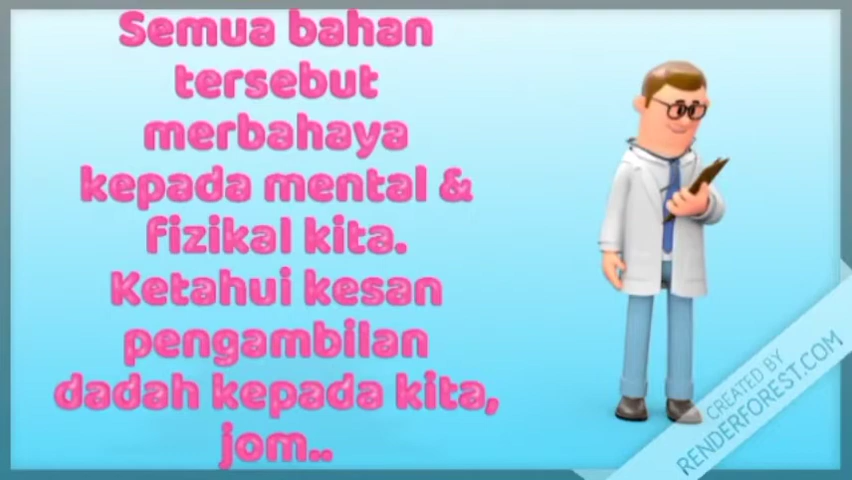 Semua bahan
tersebut
merbahaya
kepada mental &
fizikal kita.
Ketahui kesan
pengambilan
dadah kepada kita,
jom..
CREATED BY
RENDERFOREST.COM